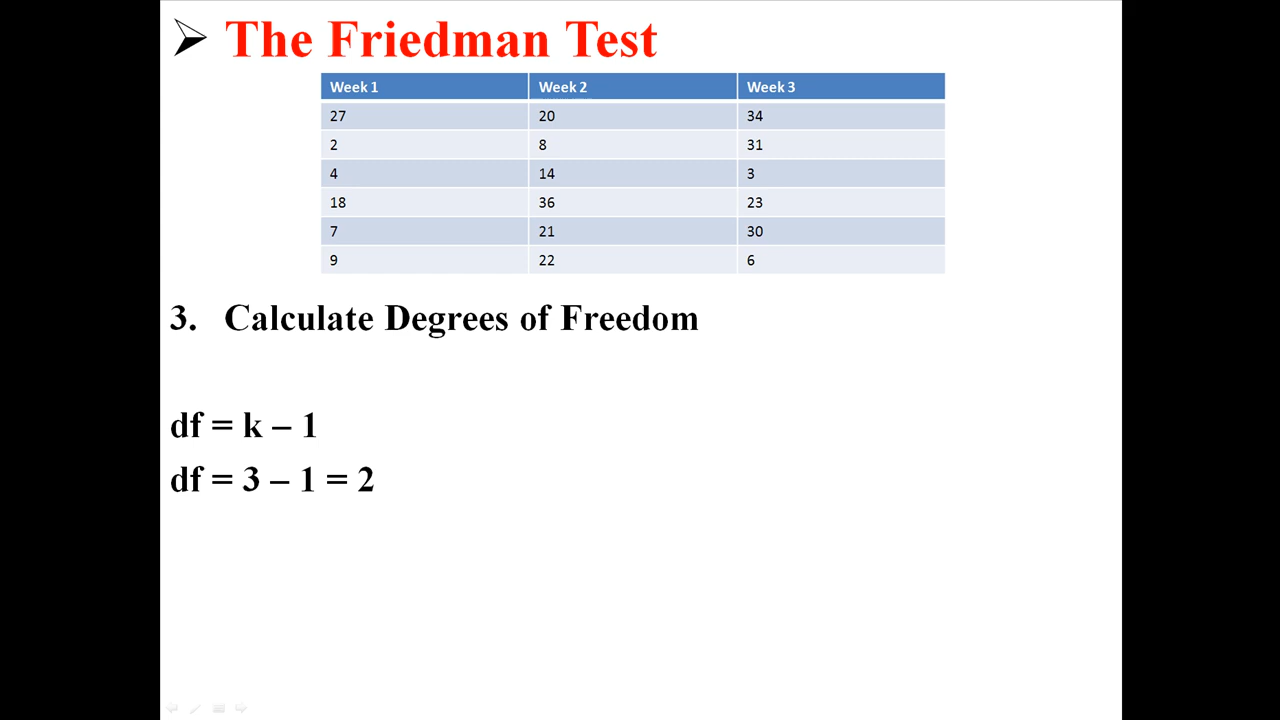 ➢ The Friedman Test
Week 1 Week 2 Week 3
27 20 34
2 8 31
4 14 3
18 36 23
7 21 30
9 22 6
3. Calculate Degrees of Freedom
df = k – 1
df = 3 – 1 = 2